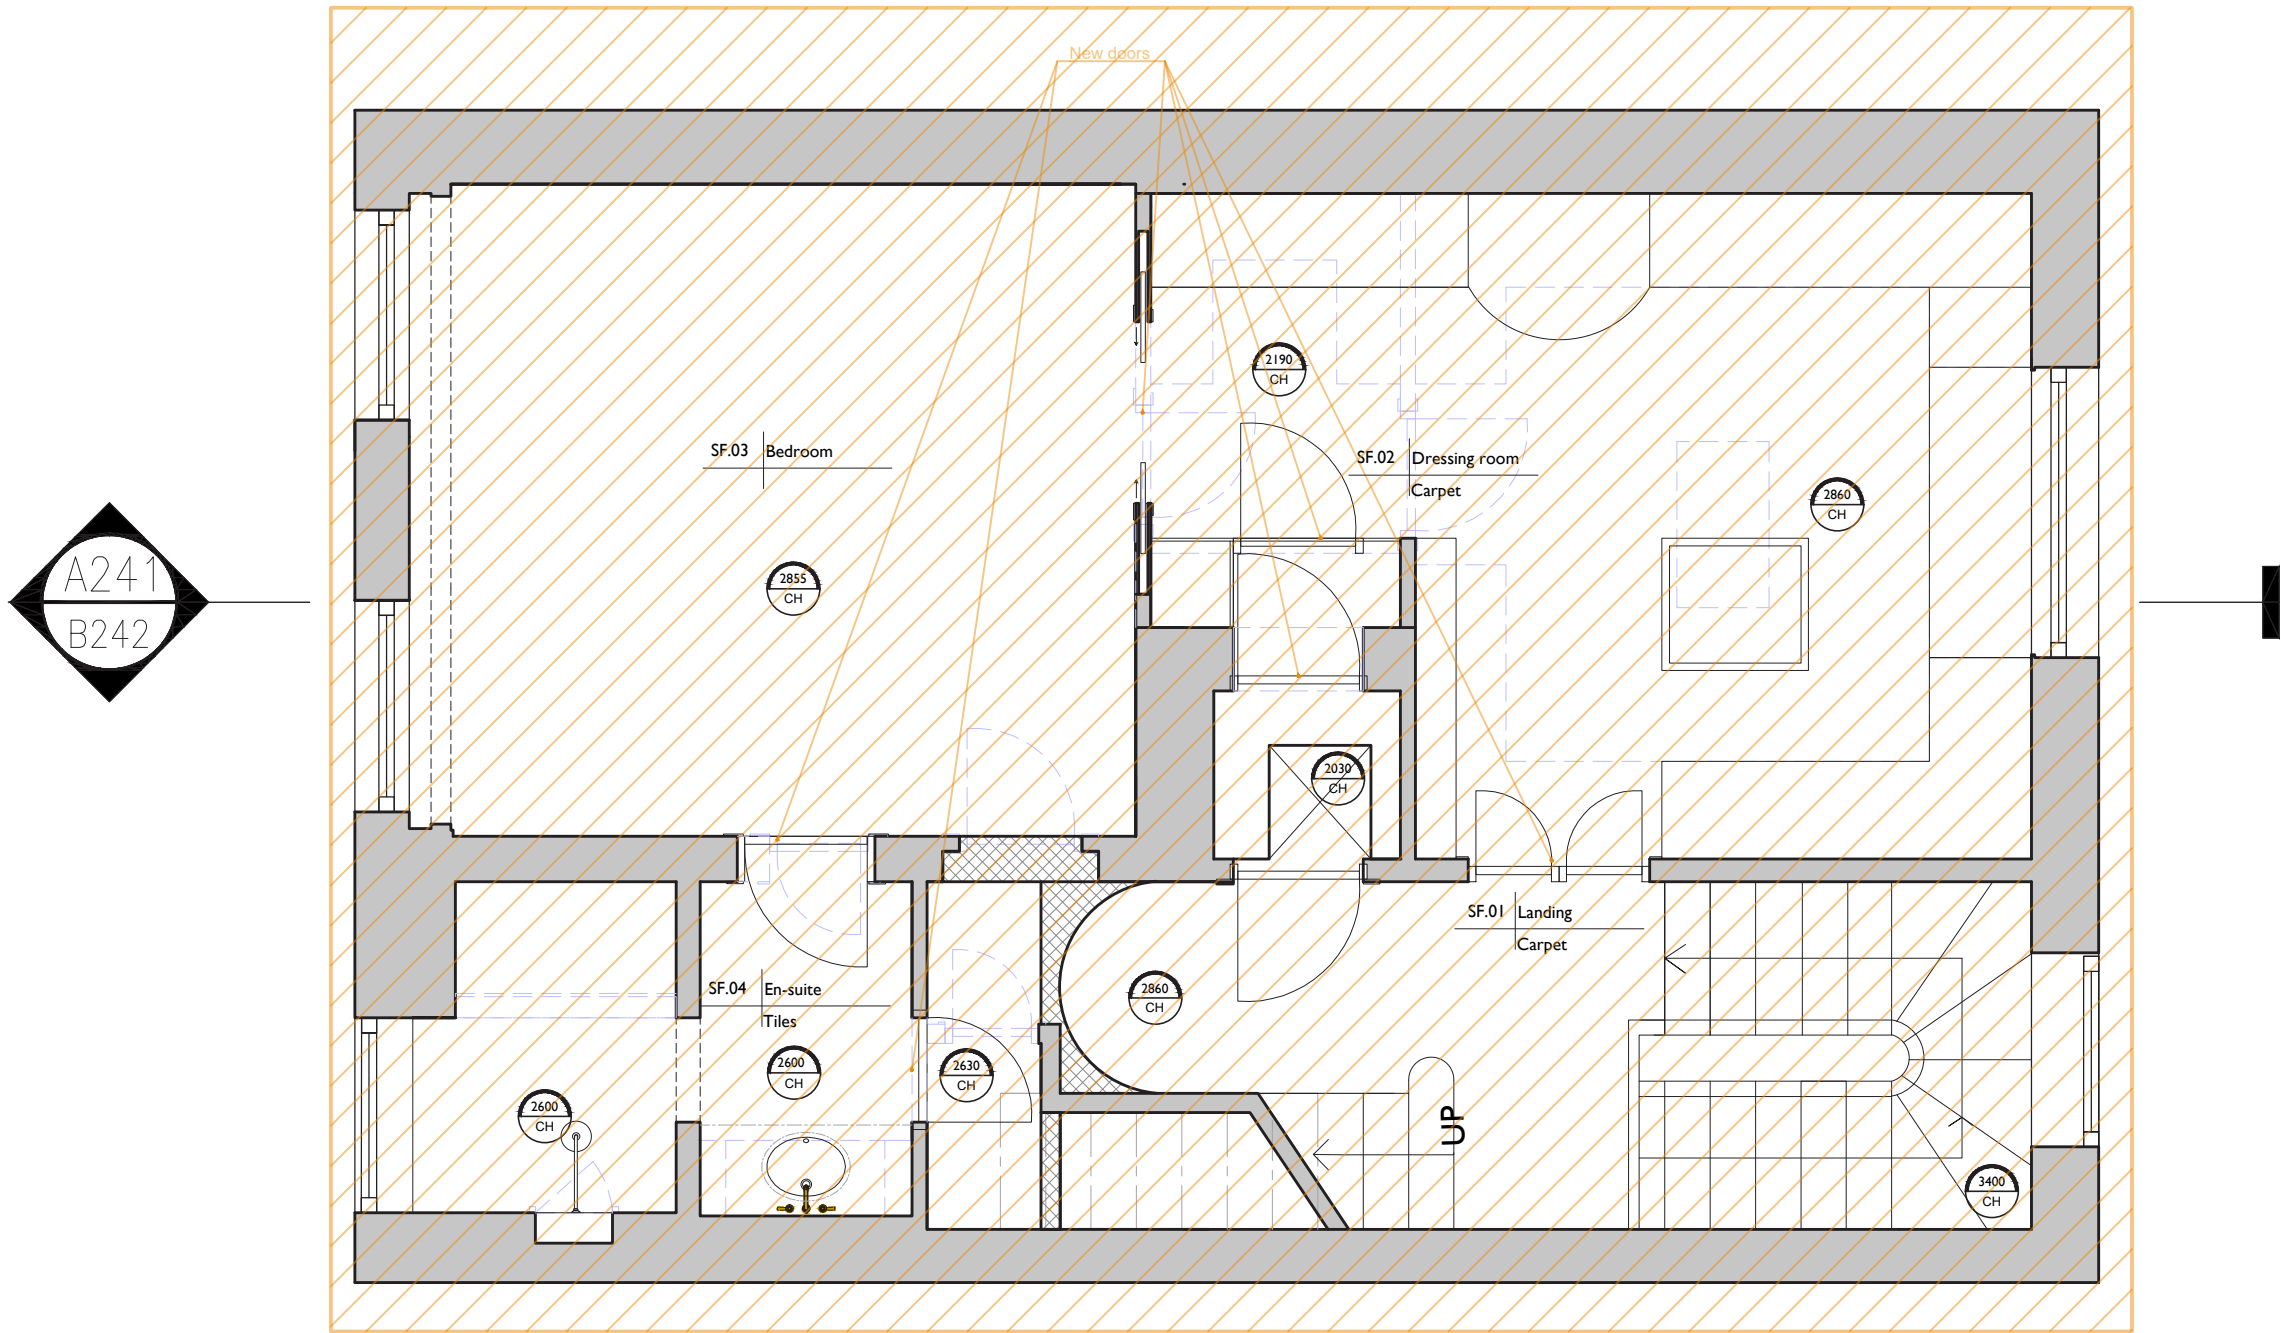 New doors
2190
CH
SF.03 Bedroom
SF.02 Dressing room
Carpet
2860
CH
A241
B242
2855
CH
2030
CH
SF.01 Landing
Carpet
SF.04 En-suite
Tiles
2860
CH
2600
CH
2630
CH
2600
CH
UP
3400
CH